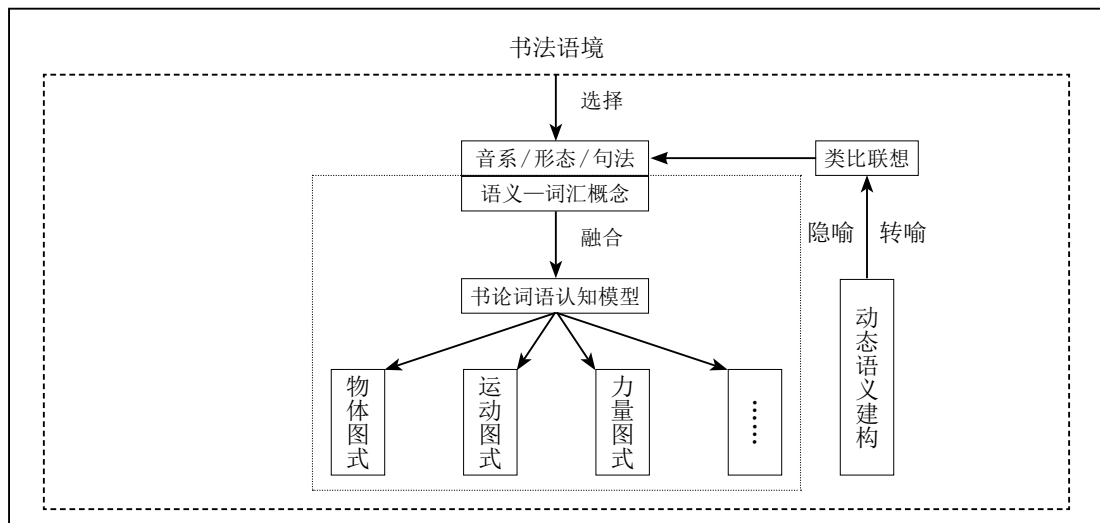 书法语境
选择
音系/形态/句法
类比联想
语义—词汇概念
隐喻
转喻
融合
书论词语认知模型
动态语义建构
物体图式
运动图式
力量图式
……